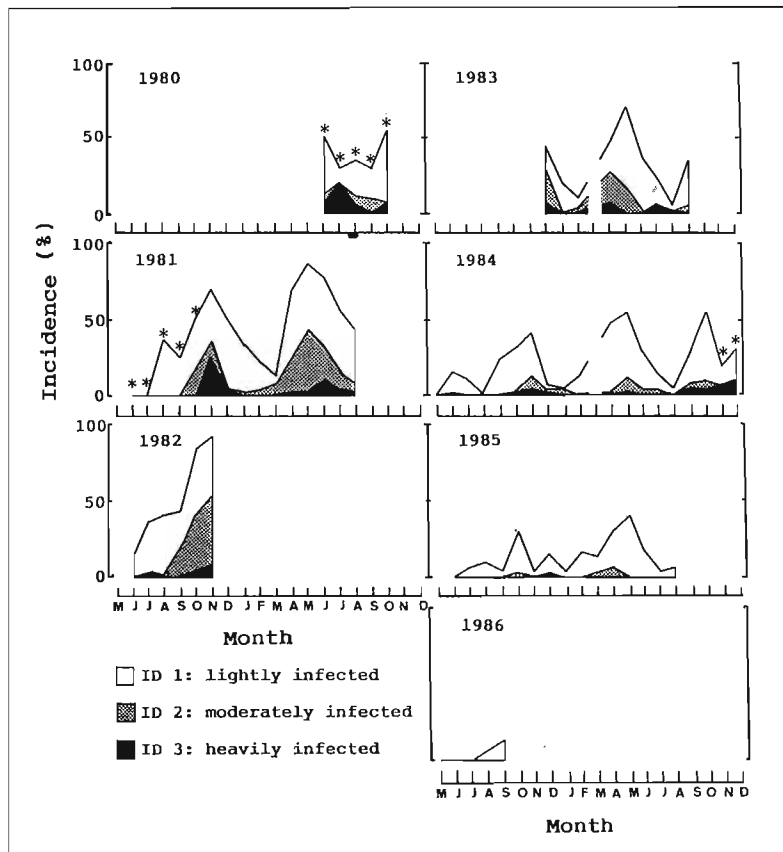 100
50
0
1980
* * * * *
1983
Incidence (%)
100
50
0
1981
* * * * *
1984
* *
100
50
0
1982
1985
M J J A S O N D J F M A M J J A S O N D
Month
1986
ID 1: lightly infected
ID 2: moderately infected
ID 3: heavily infected
M J J A S O N D J F M A M J J A S O N D
Month